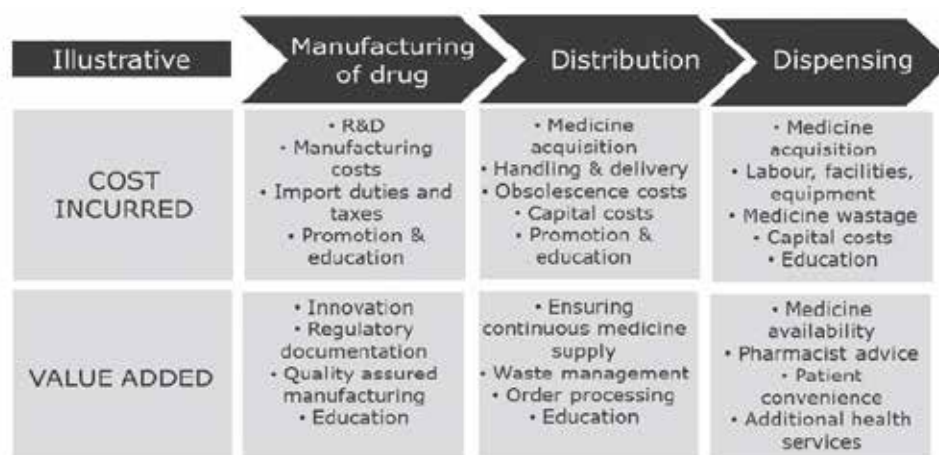 Illustrative
Manufacturing
of drug
Distribution
Dispensing
COST
INCURRED
• R&D
• Manufacturing
costs
• Import duties and
taxes
• Promotion &
education
• Medicine
acquisition
• Handling & delivery
• Obsolescence costs
• Capital costs
• Promotion &
education
• Medicine
acquisition
• Labour, facilities,
equipment
• Medicine wastage
• Capital costs
• Education
VALUE ADDED
• Innovation
• Regulatory
documentation
• Quality assured
manufacturing
• Education
• Ensuring
continuous medicine
supply
• Waste management
• Order processing
• Education
• Medicine
availability
• Pharmacist advice
• Patient
convenience
• Additional health
services